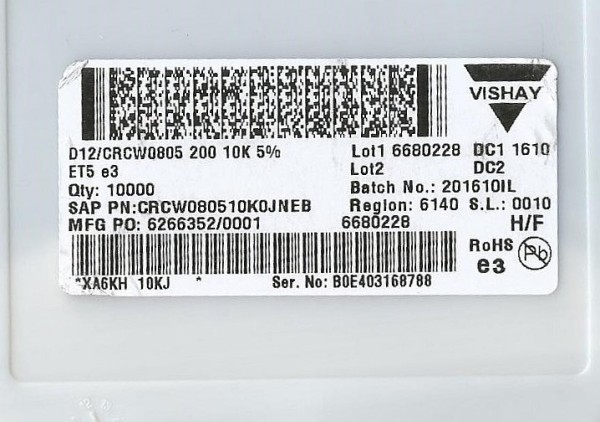 VISHAY
D12/CRCW0805 200 10K 5% Lot1 6680228 DC1 1610
ET5 e3 Lot2 DC2
Qty: 10000 Batch No.: 201610IL
SAP PN:CRCW080510K0JNEB Region: 6140 S.L.: 0010
MFG PO: 6266352/0001 6680228 H/F
RoHS Pb
e3
*XA6KH 10KJ * Ser. No: B0E403168788